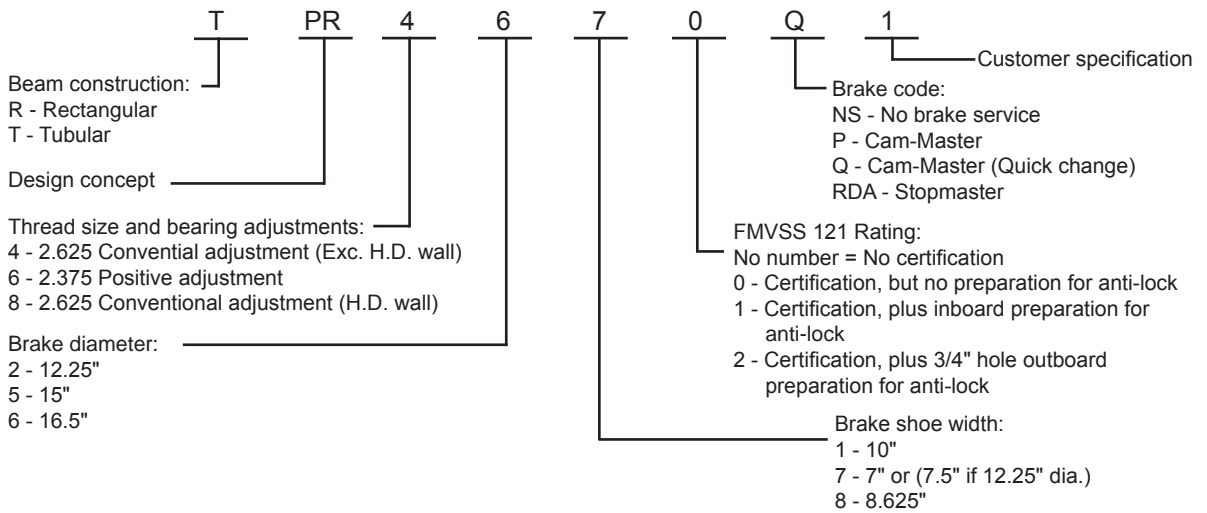 T PR 4 6 7 0 Q 1
Customer specification
Beam construction:
R - Rectangular
T - Tubular
Design concept
Thread size and bearing adjustments:
4 - 2.625 Convential adjustment (Exc. H.D. wall)
6 - 2.375 Positive adjustment
8 - 2.625 Conventional adjustment (H.D. wall)
Brake diameter:
2 - 12.25"
5 - 15"
6 - 16.5"
Brake code:
NS - No brake service
P - Cam-Master
Q - Cam-Master (Quick change)
RDA - Stopmaster
FMVSS 121 Rating:
No number = No certification
0 - Certification, but no preparation for anti-lock
1 - Certification, plus inboard preparation for
anti-lock
2 - Certification, plus 3/4" hole outboard
preparation for anti-lock
Brake shoe width:
1 - 10"
7 - 7" or (7.5" if 12.25" dia.)
8 - 8.625"